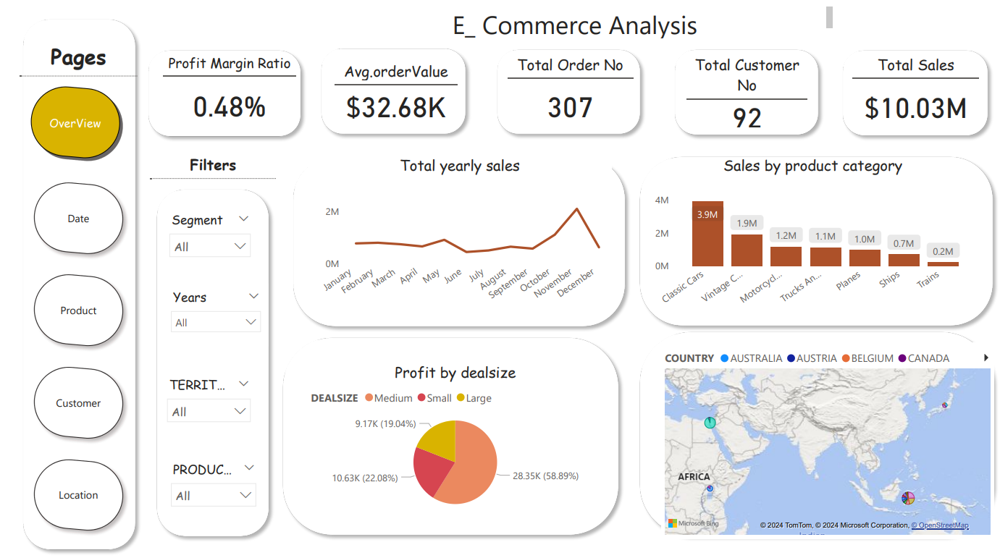 E_ Commerce Analysis
Pages
OverView
Date
Product
Customer
Location
Profit Margin Ratio
0.48%
Avg.orderValue
$32.68K
Total Order No
307
Total Customer
No
92
Total Sales
$10.03M
Filters
Segment
All
Years
All
TERRIT...
All
PRODUC...
All
Total yearly sales
2M
0M
January
February
March
April
May
June
July
August
September
October
November
December
Sales by product category
4M
2M
0M
3.9M
1.9M
1.2M
1.1M
1.0M
0.7M
0.2M
Classic Cars
Vintage C...
Motorcycl...
Trucks An...
Planes
Ships
Trains
Profit by dealsize
DEALSIZE Medium Small Large
9.17K (19.04%)
10.63K (22.08%)
28.35K (58.89%)
COUNTRY AUSTRALIA AUSTRIA BELGIUM CANADA
AFRICA
Microsoft Bing
© 2024 TomTom, © 2024 Microsoft Corporation, © OpenStreetMap